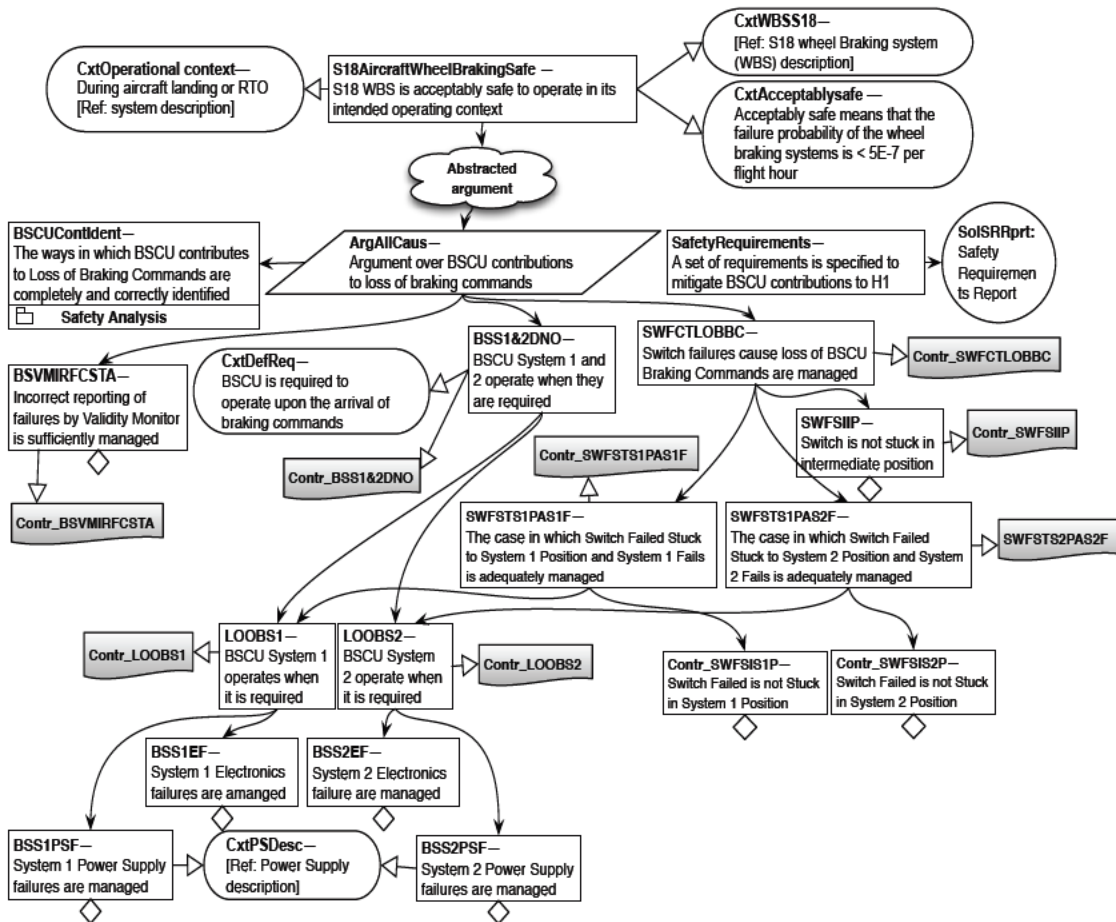 CxtWBSS18—
[Ref: S18 wheel Braking system
(WBS) description]
CxtOperational context—
During aircraft landing or RTO
[Ref: system description]
S18AircraftWheelBrakingSafe —
S18 WBS is acceptably safe to operate in its
intended operating context
CxtAcceptablysafe —
Acceptably safe means that the
failure probability of the wheel
braking systems is < 5E-7 per
flight hour
Abstracted
argument
BSCUContIdent—
The ways in which BSCU contributes
to Loss of Braking Commands are
completely and correctly identified
Safety Analysis
ArgAllCaus—
Argument over BSCU contributions
to loss of braking commands
SafetyRequirements—
A set of requirements is specified to
mitigate BSCU contributions to H1
SolSRRprt:
Safety
Requiremen
ts Report
BSVMIRFCSTA—
Incorrect reporting of
failures by Validity Monitor
is sufficiently managed
CxtDefReq—
BSCU is required to
operate upon the arrival of
braking commands
BSS1&2DNO—
BSCU System 1 and
2 operate when they
are required
SWFCTLOBBC—
Switch failures cause loss of BSCU
Braking Commands are managed
Contr_SWFCTLOBBC
SWFSIIP—
Switch is not stuck in
intermediate position
Contr_SWFSIIP
Contr_SWFSTS1PAS1F
Contr_BSS1&2DNO
Contr_BSVMIRFCSTA
SWFSTS1PAS1F—
The case in which Switch Failed Stuck
to System 1 Position and System 1 Fails
is adequately managed
SWFSTS1PAS2F—
The case in which Switch Failed
Stuck to System 2 Position and System
2 Fails is adequately managed
SWFSTS2PAS2F
Contr_LOOBS1
LOOBS1—
BSCU System 1
operates when
it is required
LOOBS2—
BSCU System
2 operate when
it is required
Contr_LOOBS2
Contr_SWFSIS1P—
Switch Failed is not Stuck
in System 1 Position
Contr_SWFSIS2P—
Switch Failed is not Stuck
in System 2 Position
BSS1EF—
System 1 Electronics
failures are amanged
BSS2EF—
System 2 Electronics
failure are managed
BSS1PSF—
System 1 Power Supply
failures are managed
CxtPSDesc—
[Ref: Power Supply
description]
BSS2PSF—
System 2 Power Supply
failures are managed